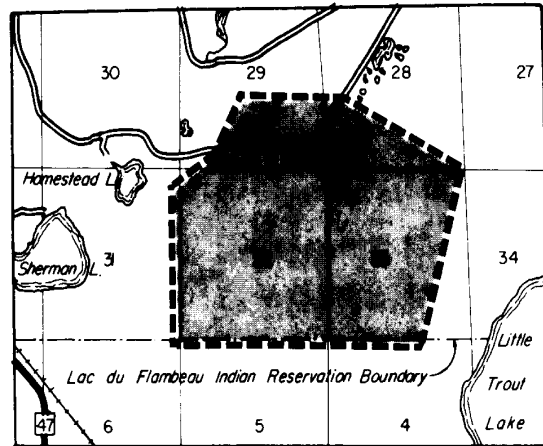 30
29
28
27
Homestead L.
31
Sherman L.
34
Little
Lac du Flambeau Indian Reservation Boundary
Trout
47
6
5
4
Lake